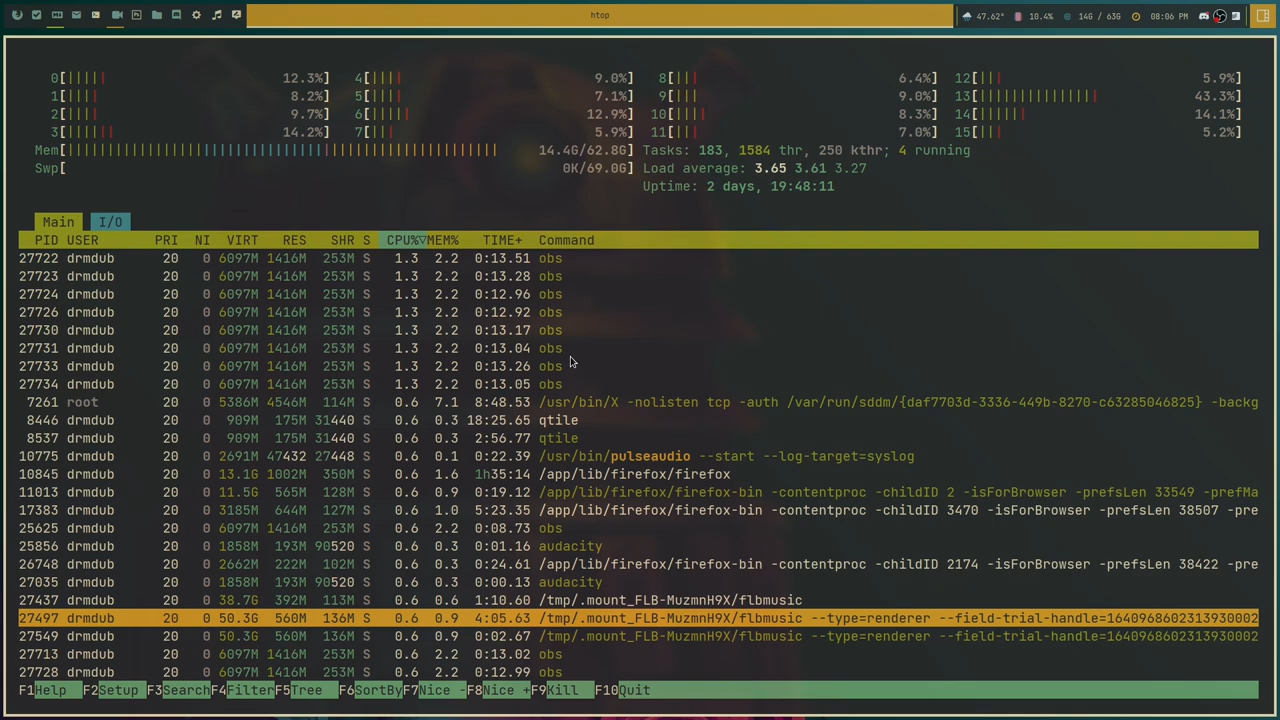 htop
47.62° 10.4% 14G / 63G 08:06 PM
0[||||| 12.3%] 4[|||| 9.0%] 8[||| 6.4%] 12[||| 5.9%]
1[|||| 8.2%] 5[|||| 7.1%] 9[||| 9.0%] 13[||||||||||||||| 43.3%]
2[|||| 9.7%] 6[||||| 12.9%] 10[|||| 8.3%] 14[|||||| 14.1%]
3[|||||| 14.2%] 7[||| 5.9%] 11[||| 7.0%] 15[||| 5.2%]
Mem[|||||||||||||||||||||||||||||||||||||||||||||||||||||| 14.4G/62.8G] Tasks: 183, 1584 thr, 250 kthr; 4 running
Swp[ 0K/69.0G] Load average: 3.65 3.61 3.27
Uptime: 2 days, 19:48:11
Main I/O
PID USER PRI NI VIRT RES SHR S CPU%▽MEM% TIME+ Command
27722 drmdub 20 0 6097M 1416M 253M S 1.3 2.2 0:13.51 obs
27723 drmdub 20 0 6097M 1416M 253M S 1.3 2.2 0:13.28 obs
27724 drmdub 20 0 6097M 1416M 253M S 1.3 2.2 0:12.96 obs
27726 drmdub 20 0 6097M 1416M 253M S 1.3 2.2 0:12.92 obs
27730 drmdub 20 0 6097M 1416M 253M S 1.3 2.2 0:13.17 obs
27731 drmdub 20 0 6097M 1416M 253M S 1.3 2.2 0:13.04 obs
27733 drmdub 20 0 6097M 1416M 253M S 1.3 2.2 0:13.26 obs
27734 drmdub 20 0 6097M 1416M 253M S 1.3 2.2 0:13.05 obs
7261 root 20 0 5386M 4546M 114M S 0.6 7.1 8:48.53 /usr/bin/X -nolisten tcp -auth /var/run/sddm/{daf7703d-3336-449b-8270-c63285046825} -backg
8446 drmdub 20 0 909M 175M 31440 S 0.6 0.3 18:25.65 qtile
8537 drmdub 20 0 909M 175M 31440 S 0.6 0.3 2:56.77 qtile
10775 drmdub 20 0 2691M 47432 27448 S 0.6 0.1 0:22.39 /usr/bin/pulseaudio --start --log-target=syslog
10845 drmdub 20 0 13.1G 1002M 350M S 0.6 1.6 1h35:14 /app/lib/firefox/firefox
11013 drmdub 20 0 11.5G 565M 128M S 0.6 0.9 0:19.12 /app/lib/firefox/firefox-bin -contentproc -childID 2 -isForBrowser -prefsLen 33549 -prefMa
17383 drmdub 20 0 3185M 644M 127M S 0.6 1.0 5:23.35 /app/lib/firefox/firefox-bin -contentproc -childID 3470 -isForBrowser -prefsLen 38507 -pre
25625 drmdub 20 0 6097M 1416M 253M S 0.6 2.2 0:08.73 obs
25856 drmdub 20 0 1858M 193M 90520 S 0.6 0.3 0:01.16 audacity
26748 drmdub 20 0 2662M 222M 102M S 0.6 0.3 0:24.61 /app/lib/firefox/firefox-bin -contentproc -childID 2174 -isForBrowser -prefsLen 38422 -pre
27035 drmdub 20 0 1858M 193M 90520 S 0.6 0.3 0:00.13 audacity
27437 drmdub 20 0 38.7G 392M 113M S 0.6 0.6 1:10.60 /tmp/.mount_FLB-MuzmnH9X/flbmusic
27497 drmdub 20 0 50.3G 560M 136M S 0.6 0.9 4:05.63 /tmp/.mount_FLB-MuzmnH9X/flbmusic --type=renderer --field-trial-handle=1640968602313930002
27549 drmdub 20 0 50.3G 560M 136M S 0.6 0.9 0:02.67 /tmp/.mount_FLB-MuzmnH9X/flbmusic --type=renderer --field-trial-handle=1640968602313930002
27713 drmdub 20 0 6097M 1416M 253M S 0.6 2.2 0:13.02 obs
27728 drmdub 20 0 6097M 1416M 253M S 0.6 2.2 0:12.99 obs
F1Help F2Setup F3SearchF4FilterF5Tree F6SortByF7Nice -F8Nice +F9Kill F10Quit